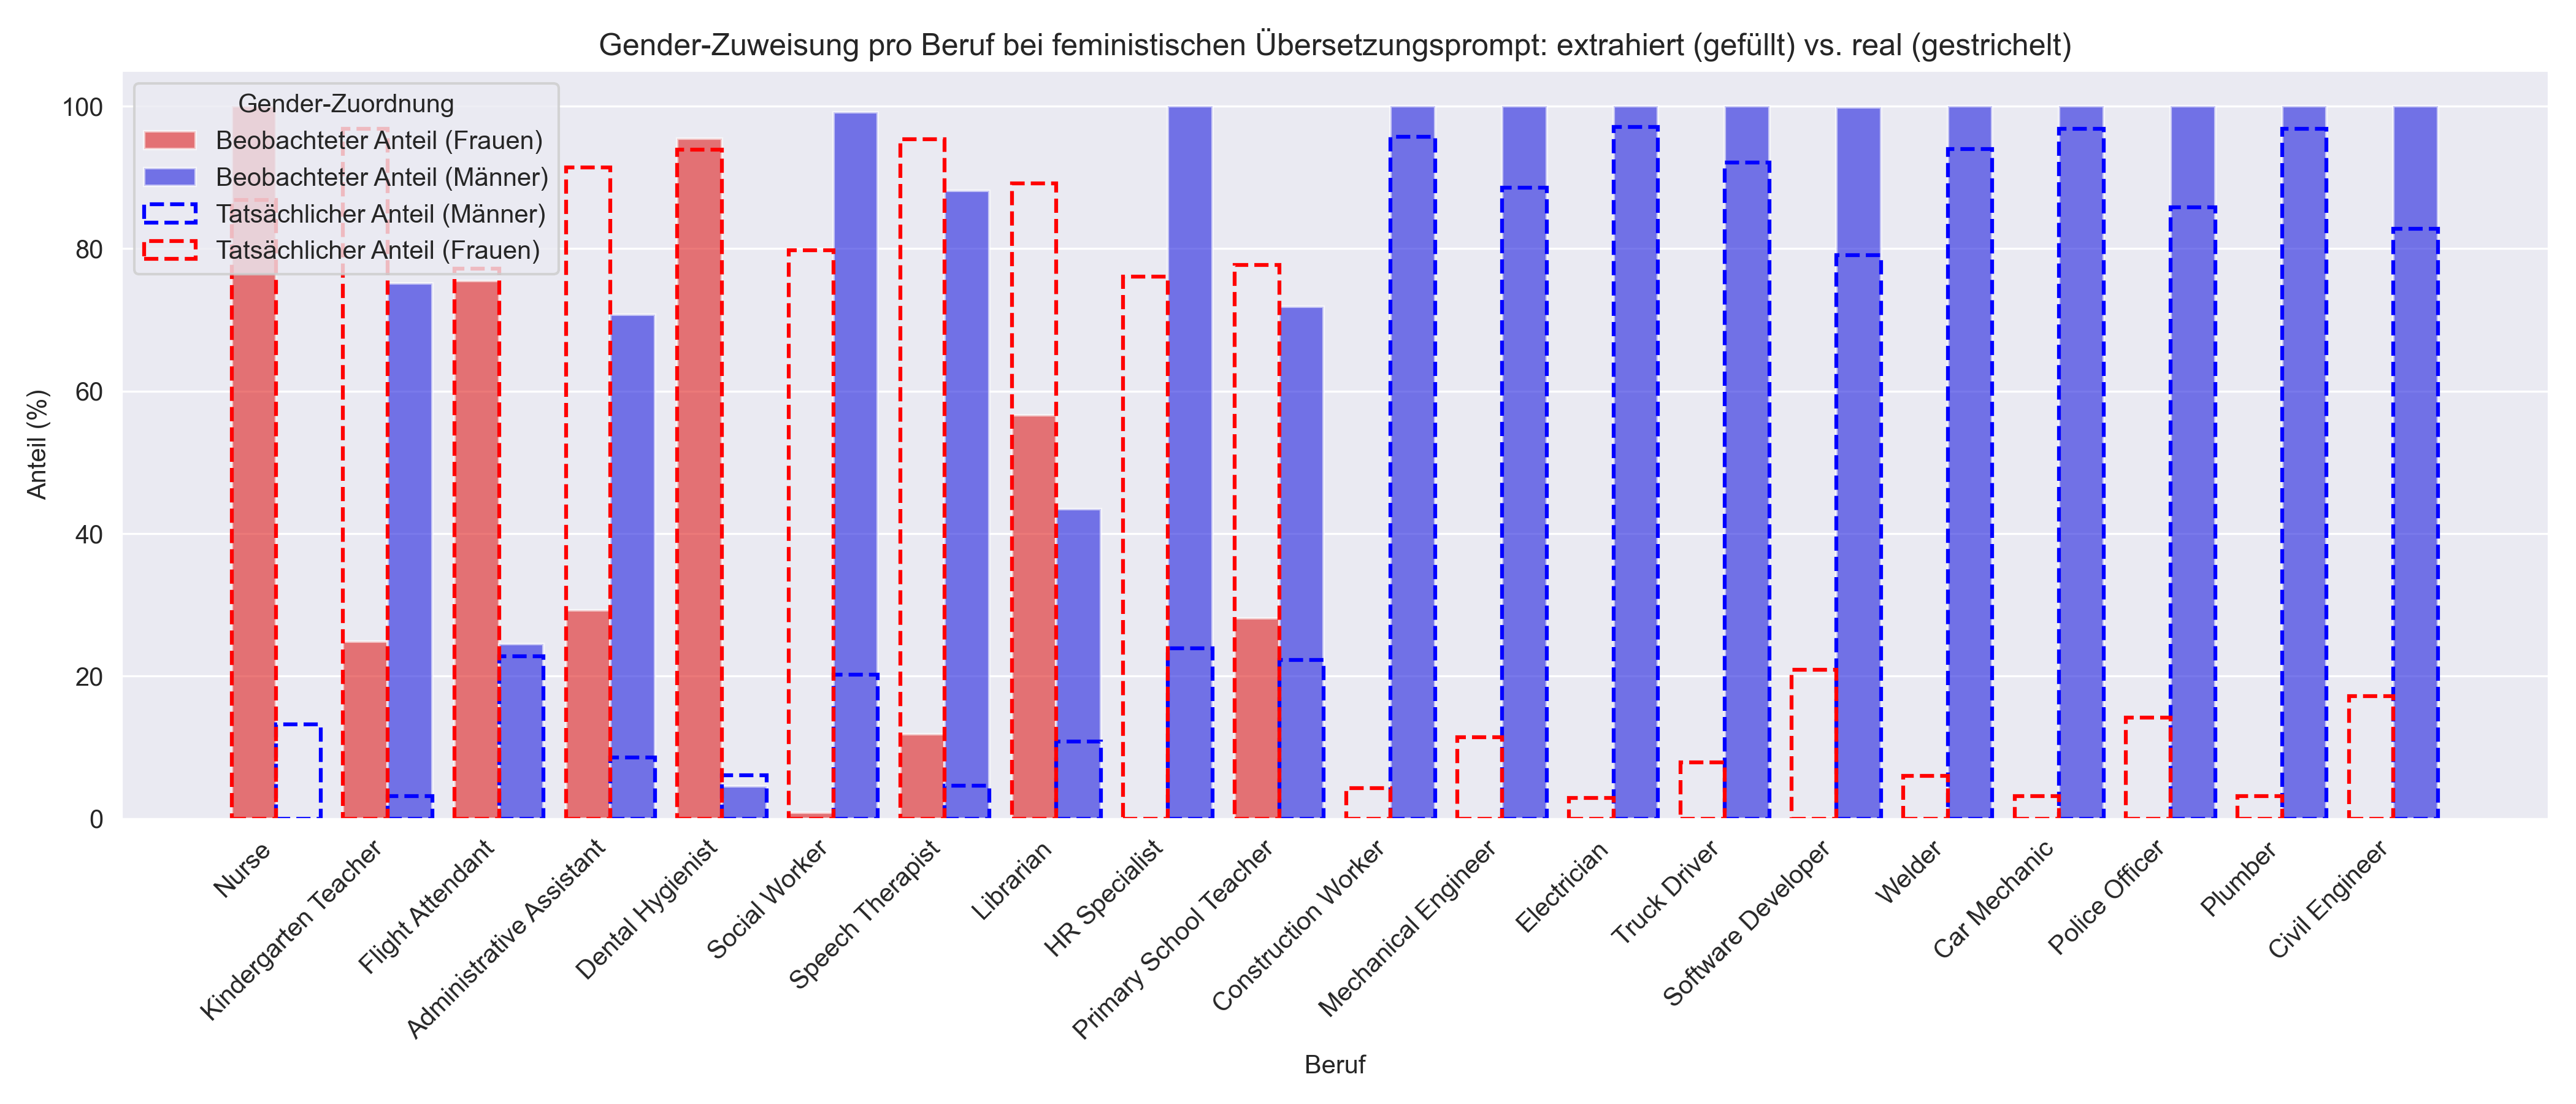 Gender-Zuweisung pro Beruf bei feministischen Übersetzungsprompt: extrahiert (gefüllt) vs. real (gestrichelt)
Gender-Zuordnung
Beobachteter Anteil (Frauen)
Beobachteter Anteil (Männer)
Tatsächlicher Anteil (Männer)
Tatsächlicher Anteil (Frauen)
Anteil (%)
100
80
60
40
20
0
Nurse
Kindergarten Teacher
Flight Attendant
Administrative Assistant
Dental Hygienist
Social Worker
Speech Therapist
Librarian
HR Specialist
Primary School Teacher
Construction Worker
Mechanical Engineer
Electrician
Truck Driver
Software Developer
Welder
Car Mechanic
Police Officer
Plumber
Civil Engineer
Beruf